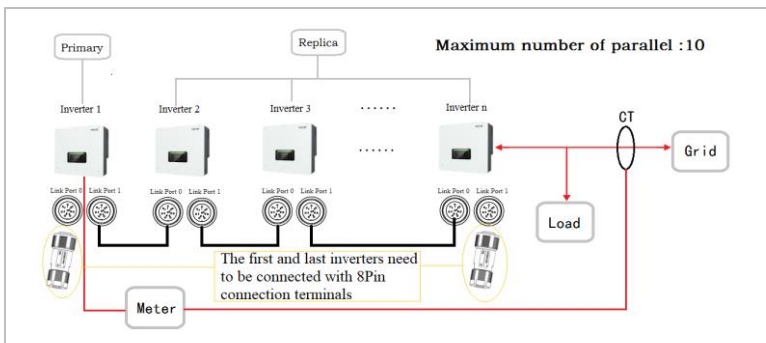 Primary
Replica
Maximum number of parallel :10
Inverter 1
Inverter 2
Inverter 3
······
Inverter n
CT
······
Grid
Link Port 0
Link Port 1
Link Port 0
Link Port 1
Link Port 0
Link Port 1
Link Port 0
Link Port 1
Load
The first and last inverters need
to be connected with 8Pin
connection terminals
Meter